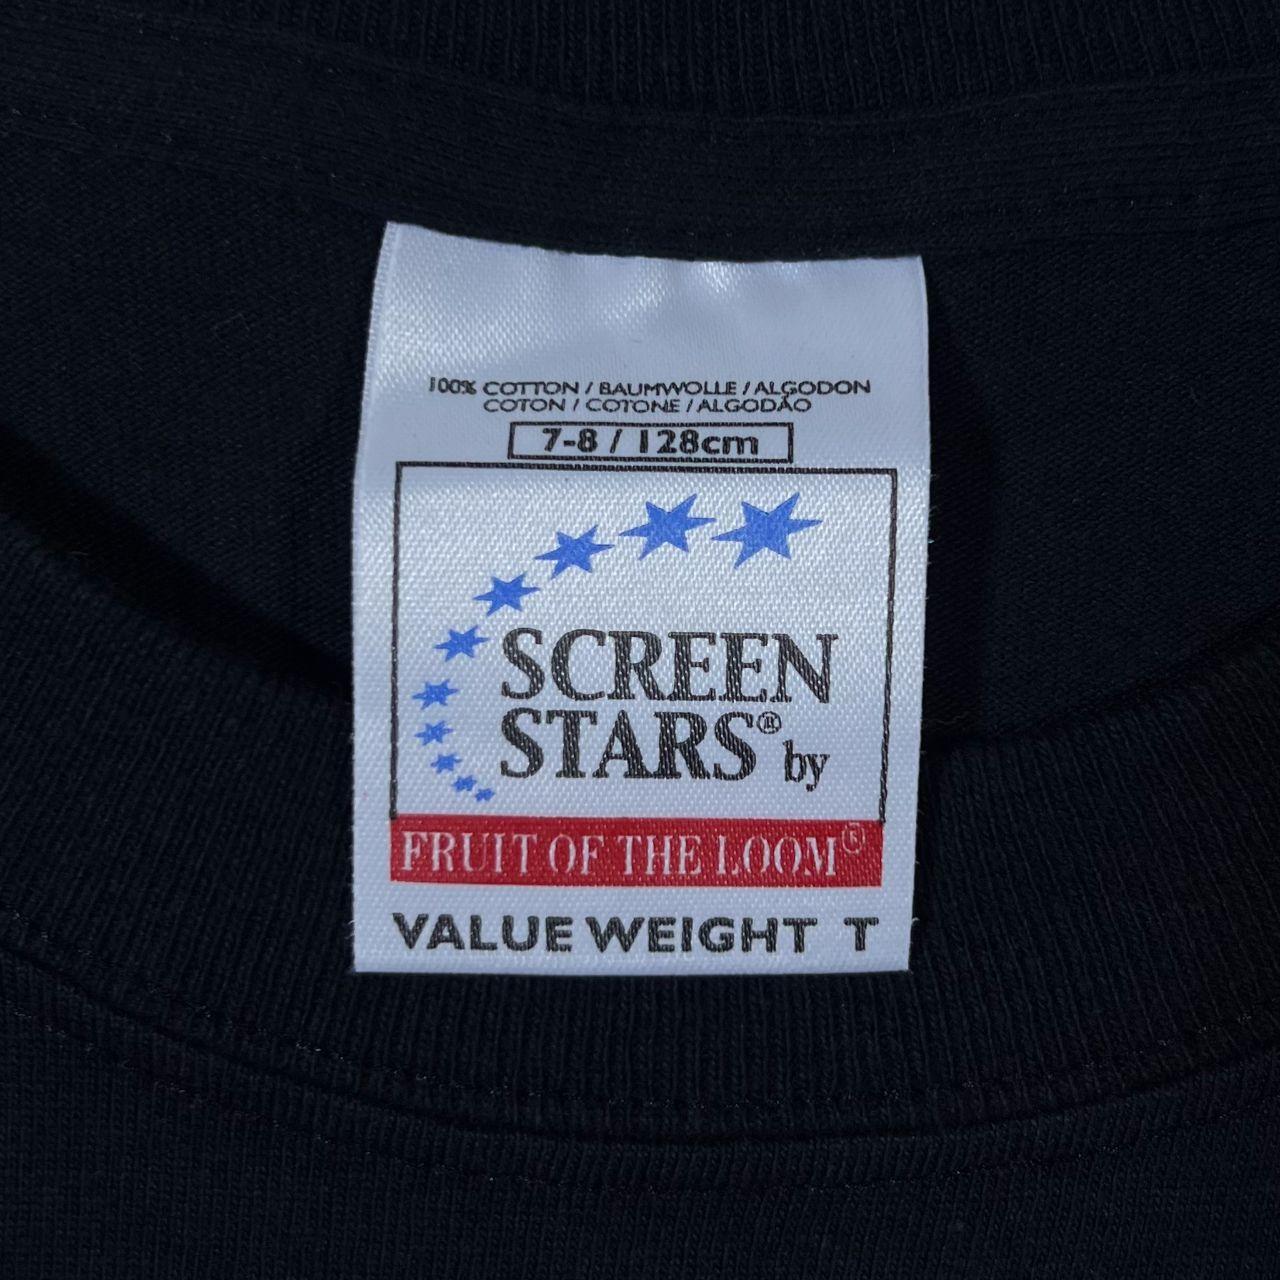 100% COTTON / BAUMWOLLE / ALGODON
COTON / COTONE / ALGODÃO
7-8 / 128cm
SCREEN
STARS® by
FRUIT OF THE LOOM®
VALUE WEIGHT T